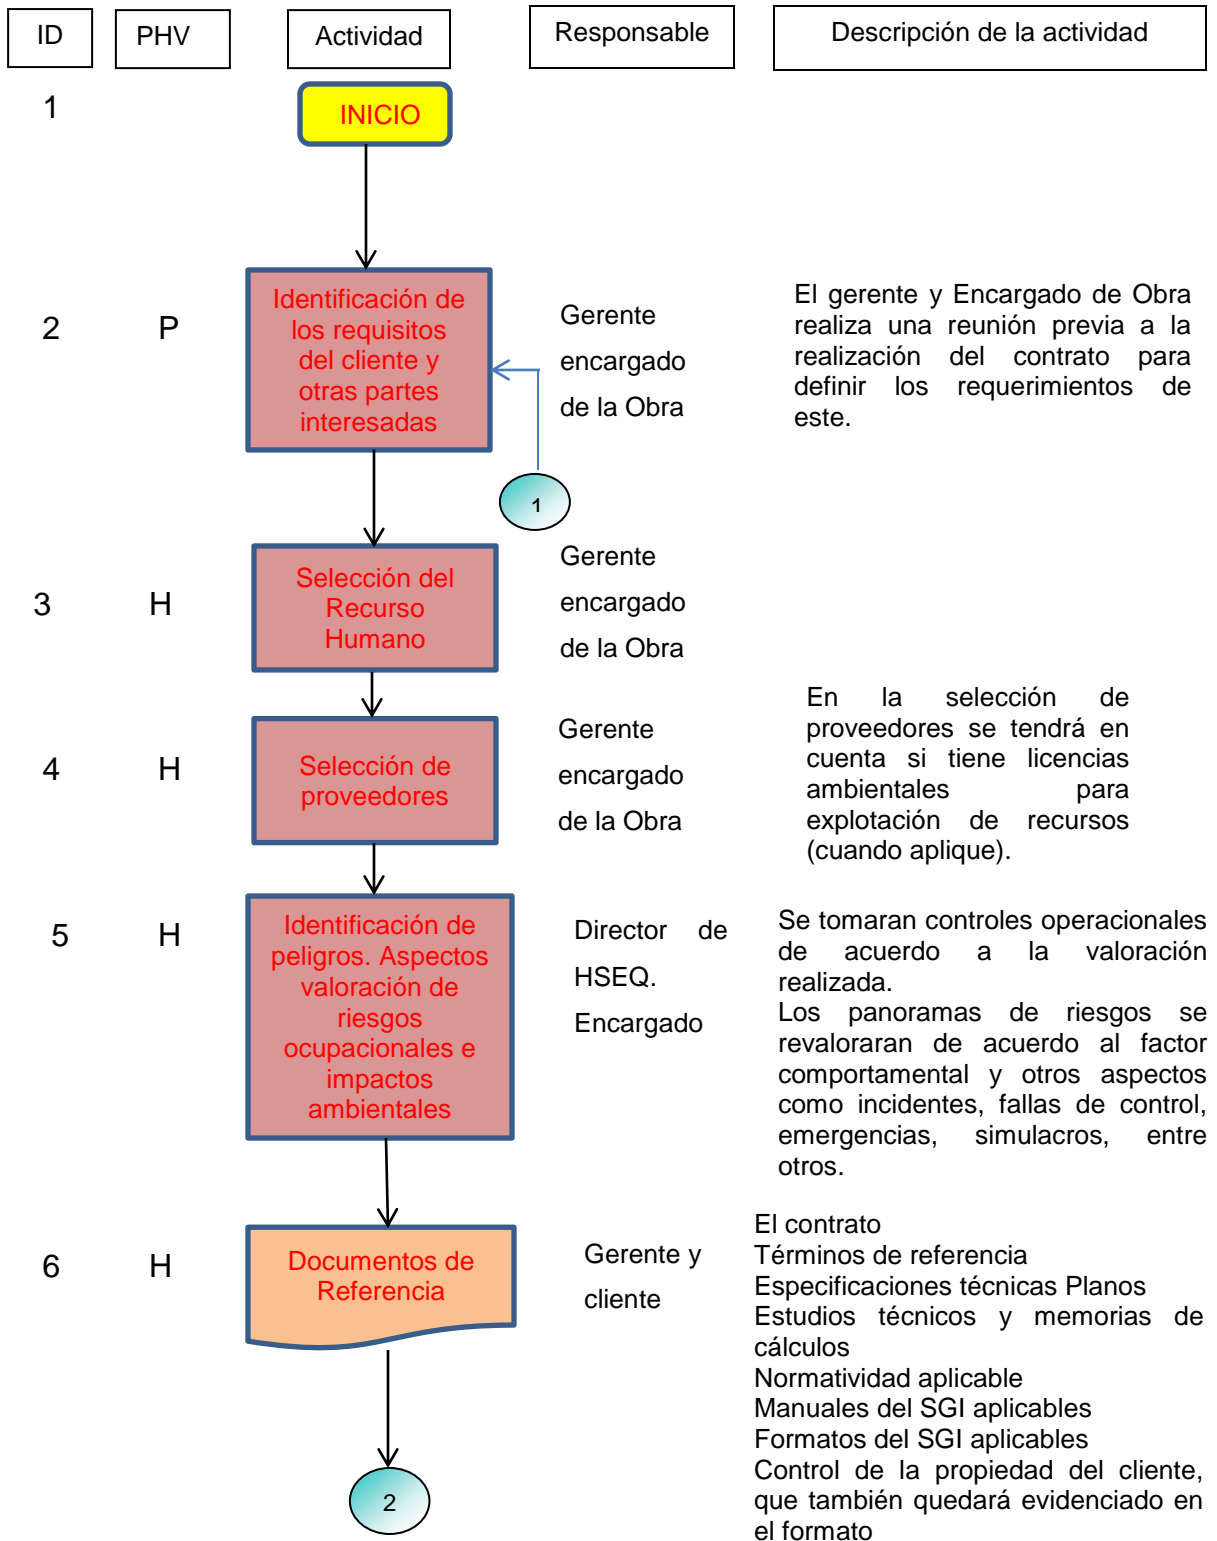 ID
PHV
Actividad
Responsable
Descripción de la actividad
1
INICIO
2
P
Identificación de
los requisitos
del cliente y
otras partes
interesadas
Gerente
encargado
de la Obra
El gerente y Encargado de Obra
realiza una reunión previa a la
realización del contrato para
definir los requerimientos de
este.
1
3
H
Selección del
Recurso
Humano
Gerente
encargado
de la Obra
4
H
Selección de
proveedores
Gerente
encargado
de la Obra
En la selección de
proveedores se tendrá en
cuenta si tiene licencias
ambientales para
explotación de recursos
(cuando aplique).
5
H
Identificación de
peligros. Aspectos
valoración de
riesgos
ocupacionales e
impactos
ambientales
Director de
HSEQ.
Encargado
Se tomaran controles operacionales
de acuerdo a la valoración
realizada.
Los panoramas de riesgos se
revaloraran de acuerdo al factor
comportamental y otros aspectos
como incidentes, fallas de control,
emergencias, simulacros, entre
otros.
6
H
Documentos de
Referencia
Gerente y
cliente
El contrato
Términos de referencia
Especificaciones técnicas Planos
Estudios técnicos y memorias de
cálculos
Normatividad aplicable
Manuales del SGI aplicables
Formatos del SGI aplicables
Control de la propiedad del cliente,
que también quedará evidenciado en
el formato
2